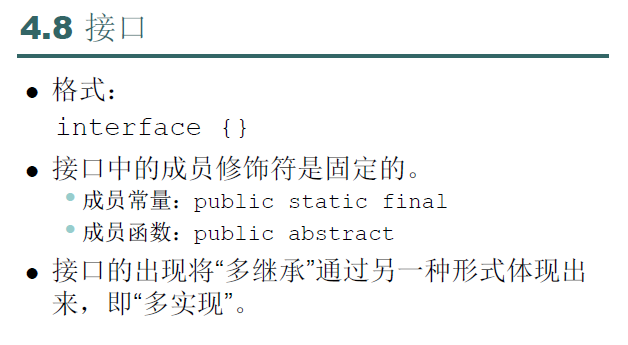 4.8 接口
● 格式：
interface {}
● 接口中的成员修饰符是固定的。
• 成员常量：public static final
• 成员函数：public abstract
● 接口的出现将“多继承”通过另一种形式体现出
来，即“多实现”。